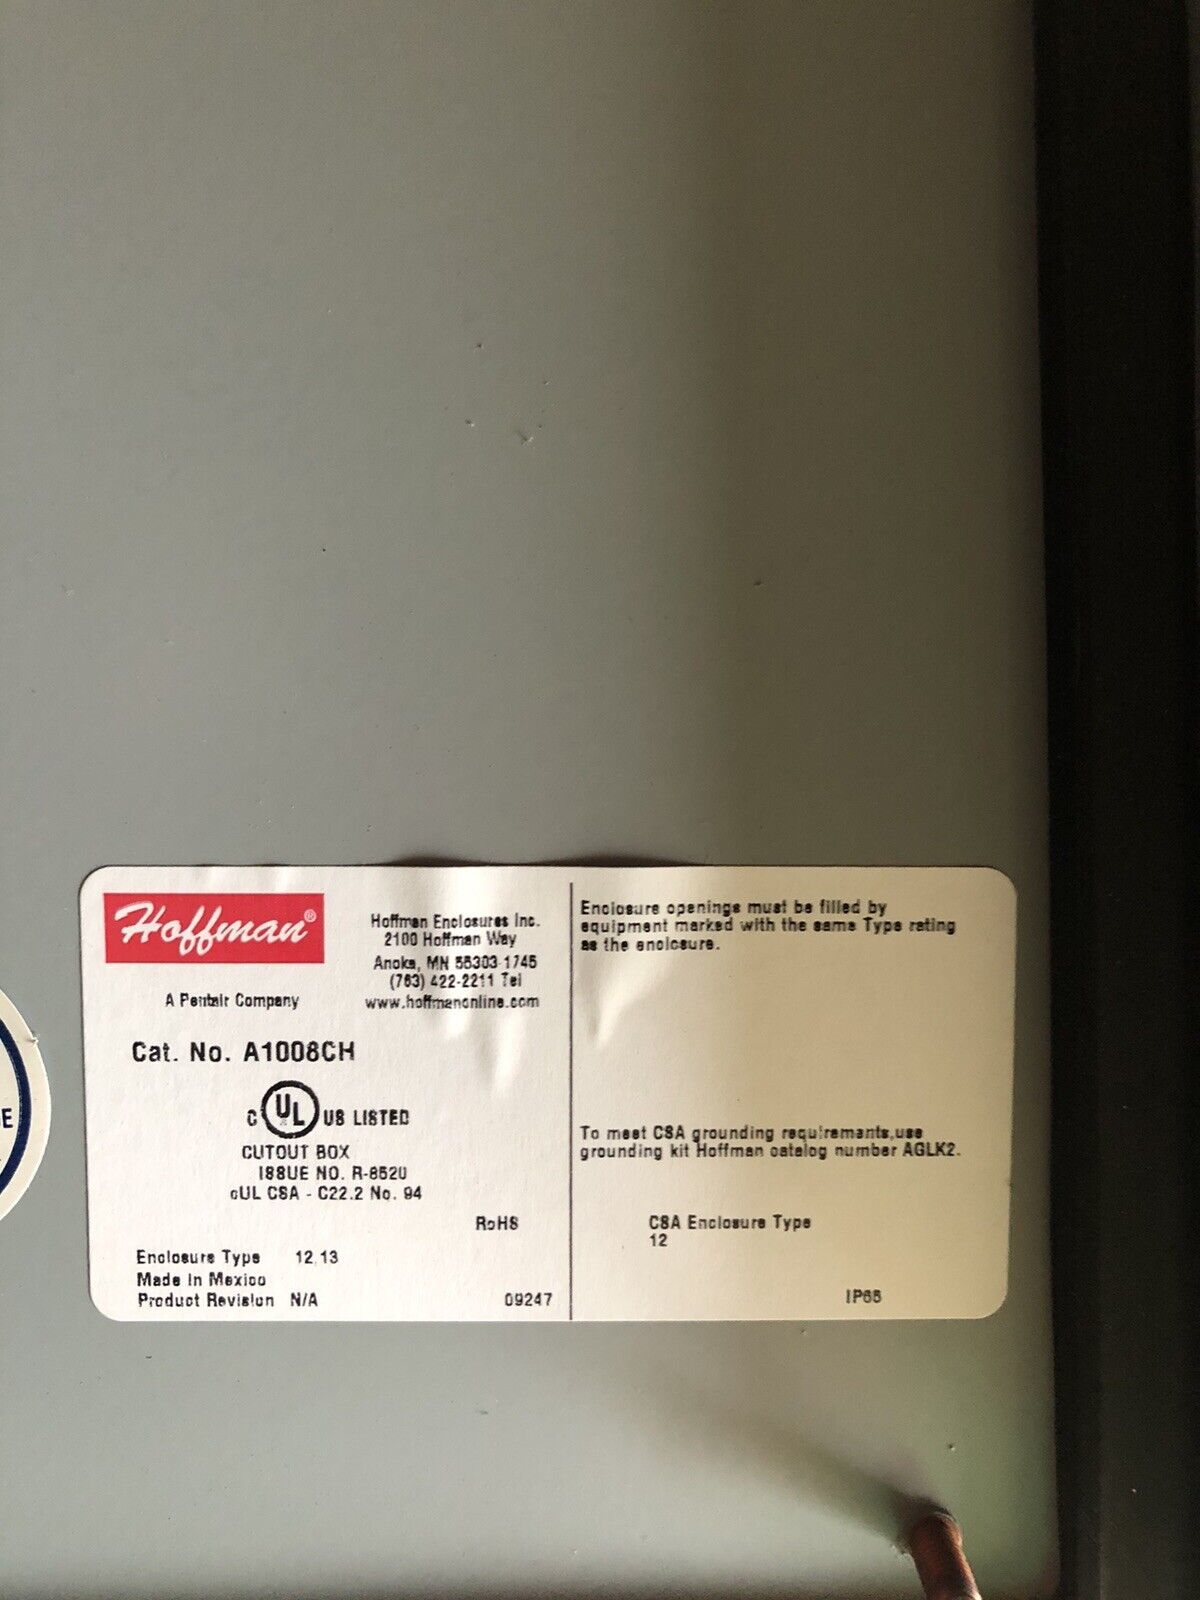 Hoffman®
A Pentair Company
Hoffman Enclosures Inc.
2100 Hoffman Way
Anoka, MN 55303-1745
(763) 422-2211 Tel
www.hoffmanonline.com
Cat. No. A1008CH
C UL US LISTED
CUTOUT BOX
ISSUE NO. R-8520
cUL CSA - C22.2 No. 94
RoHS
Enclosure Type 12,13
Made In Mexico
Product Revision N/A
09247
Enclosure openings must be filled by
equipment marked with the same Type rating
as the enclosure.
To meet CSA grounding requirements,use
grounding kit Hoffman catalog number AGLK2.
CSA Enclosure Type
12
IP65
E